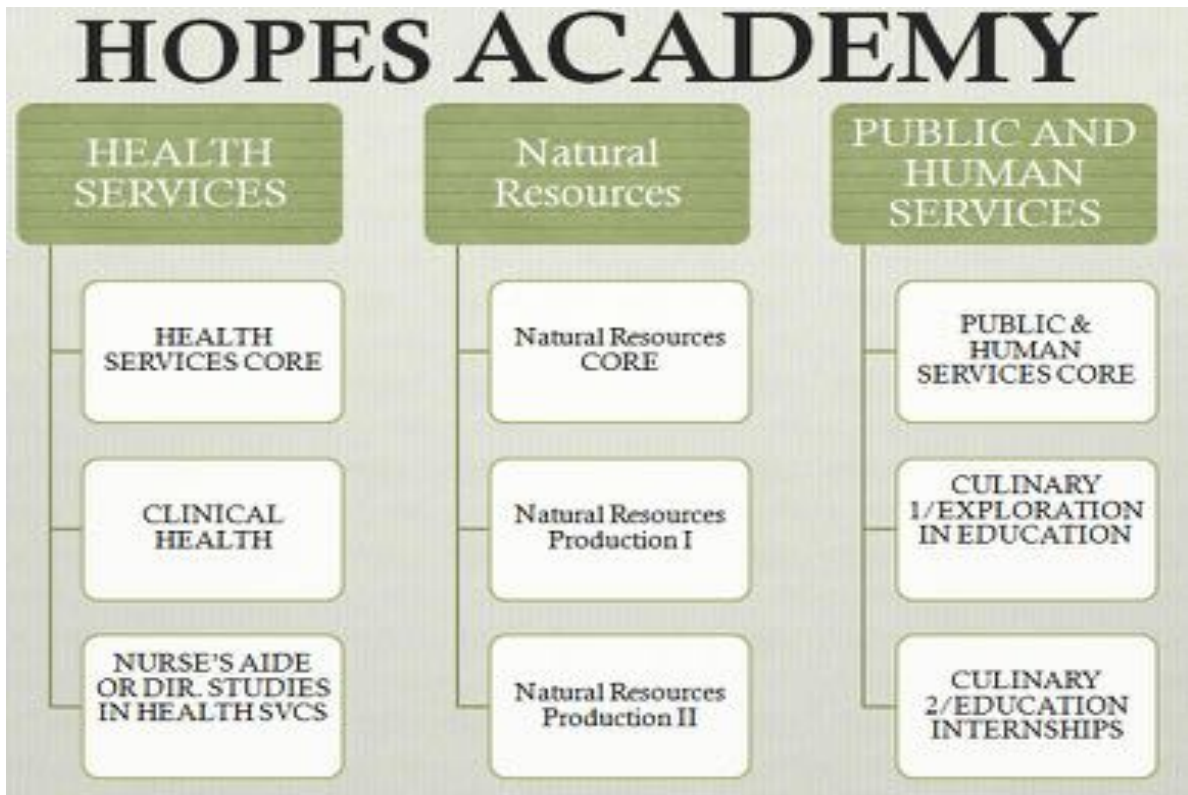 HOPES ACADEMY
HEALTH
SERVICES
HEALTH
SERVICES CORE
CLINICAL
HEALTH
NURSE'S AIDE
OR DIR. STUDIES
IN HEALTH SVCS
Natural
Resources
Natural Resources
CORE
Natural Resources
Production I
Natural Resources
Production II
PUBLIC AND
HUMAN
SERVICES
PUBLIC &
HUMAN
SERVICES CORE
CULINARY
1/EXPLORATION
IN EDUCATION
CULINARY
2/EDUCATION
INTERNSHIPS